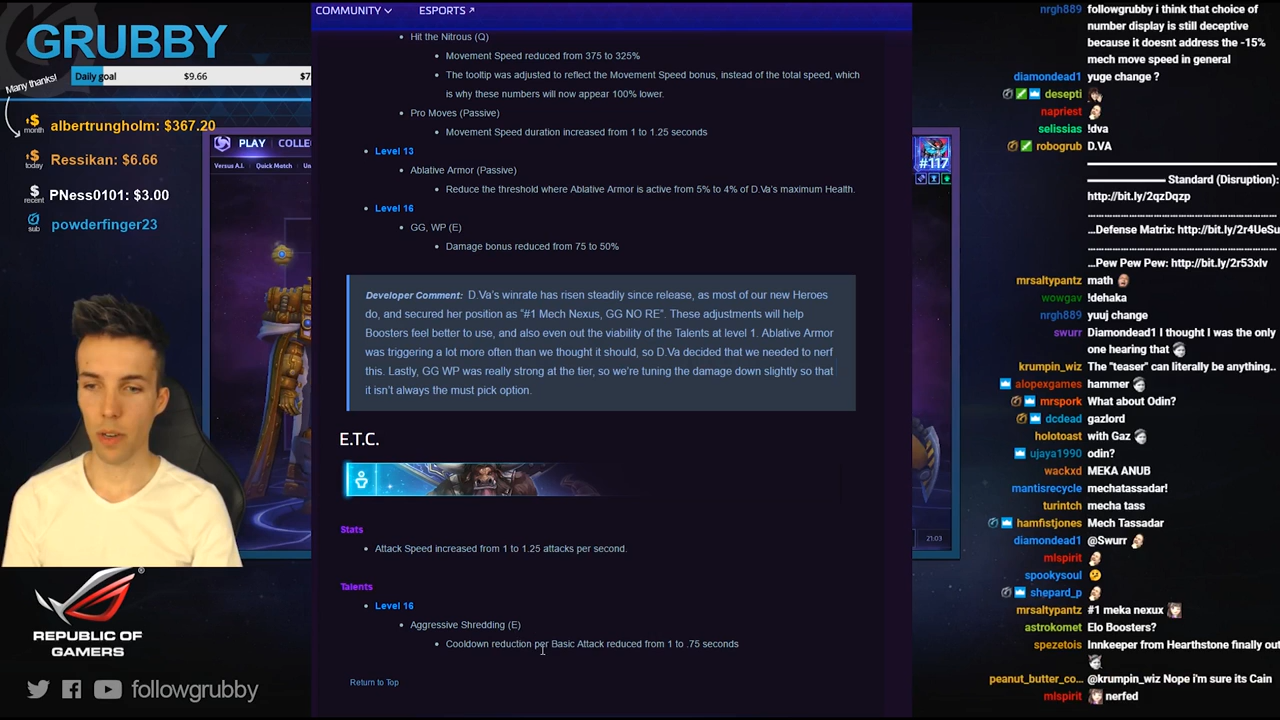 COMMUNITY
ESPORTS
GRUBBY
Many thanks!
Daily goal
$9.66
$7
month
albertrungholm: $367.20
today
Ressikan: $6.66
recent
PNess0101: $3.00
sub
powderfinger23
PLAY
COLLE
Versus A.I.
Quick Match
Hit the Nitrous (Q)
Movement Speed reduced from 375 to 325%
The tooltip was adjusted to reflect the Movement Speed bonus, instead of the total speed, which
is why these numbers will now appear 100% lower.
Pro Moves (Passive)
Movement Speed duration increased from 1 to 1.25 seconds
Level 13
Ablative Armor (Passive)
Reduce the threshold where Ablative Armor is active from 5% to 4% of D.Va's maximum Health.
Level 16
GG, WP (E)
Damage bonus reduced from 75 to 50%
Developer Comment: D.Va's winrate has risen steadily since release, as most of our new Heroes
do, and secured her position as "#1 Mech Nexus, GG NO RE". These adjustments will help
Boosters feel better to use, and also even out the viability of the Talents at level 1. Ablative Armor
was triggering a lot more often than we thought it should, so D.Va decided that we needed to nerf
this. Lastly, GG WP was really strong at the tier, so we're tuning the damage down slightly so that
it isn't always the must pick option.
E.T.C.
Stats
Attack Speed increased from 1 to 1.25 attacks per second.
Talents
Level 16
Aggressive Shredding (E)
Cooldown reduction per Basic Attack reduced from 1 to .75 seconds
Return to Top
REPUBLIC OF
GAMERS
followgrubby
#117
21:03
nrgh889 followgrubby i think that choice of
number display is still deceptive
because it doesnt address the -15%
mech move speed in general
diamondead1 yuge change ?
desepti
napriest
selissias !dva
robogrub D.VA
Standard (Disruption):
http://bit.ly/2qzDqzp
...Defense Matrix: http://bit.ly/2r4UeSu
...Pew Pew Pew: http://bit.ly/2r53xIv
mrsaltypantz math
wowgav !dehaka
nrgh889 yuuj change
swurr Diamondead1 I thought I was the only
one hearing that
krumpin_wiz The "teaser" can literally be anything..
alopexgames hammer
mrspork What about Odin?
dcdead gazlord
holotoast with Gaz
ujaya1990 odin?
wackxd MEKA ANUB
mantisrecycle mechatassadar!
turintch mecha tass
hamfistjones Mech Tassadar
diamondead1 @Swurr
mlspirit
spookysoul
shepard_p
mrsaltypantz #1 meka nexux
astrokomet Elo Boosters?
spezetois Innkeeper from Hearthstone finally out
peanut_butter_co... @krumpin_wiz Nope i'm sure its Cain
mlspirit nerfed